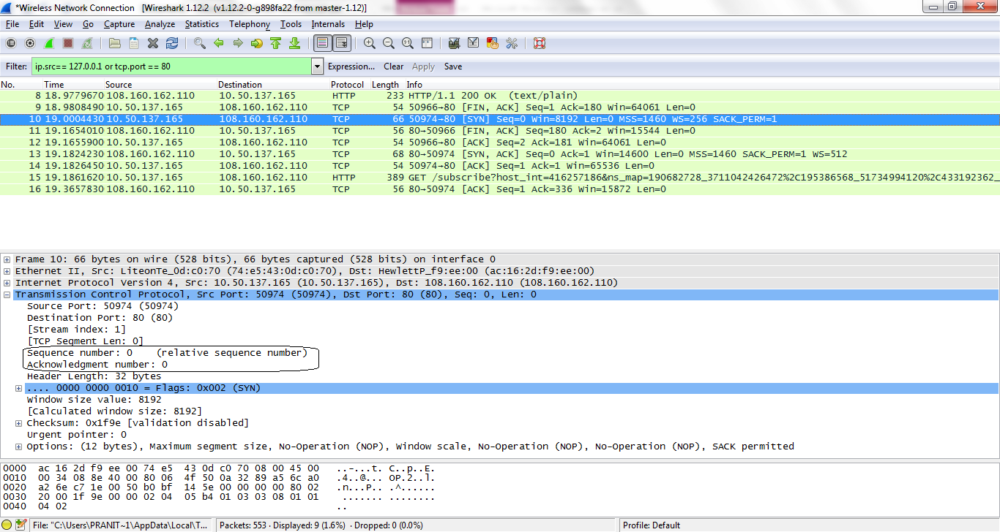 *Wireless Network Connection [Wireshark 1.12.2 (v1.12.2-0-g898fa22 from master-1.12)]
File Edit View Go Capture Analyze Statistics Telephony Tools Internals Help
Filter: ip.src== 127.0.0.1 or tcp.port == 80 Expression... Clear Apply Save
No. Time Source Destination Protocol Length Info
8 18.9779670 108.160.162.110 10.50.137.165 HTTP 233 HTTP/1.1 200 OK (text/plain)
9 18.9808490 10.50.137.165 108.160.162.110 TCP 54 50966→80 [FIN, ACK] Seq=1 Ack=180 Win=64061 Len=0
10 19.0004430 10.50.137.165 108.160.162.110 TCP 66 50974→80 [SYN] Seq=0 Win=8192 Len=0 MSS=1460 WS=256 SACK_PERM=1
11 19.1654010 108.160.162.110 10.50.137.165 TCP 56 80→50966 [FIN, ACK] Seq=180 Ack=2 Win=15544 Len=0
12 19.1655900 10.50.137.165 108.160.162.110 TCP 54 50966→80 [ACK] Seq=2 Ack=181 Win=64061 Len=0
13 19.1824230 108.160.162.110 10.50.137.165 TCP 68 80→50974 [SYN, ACK] Seq=0 Ack=1 Win=14600 Len=0 MSS=1460 SACK_PERM=1 WS=512
14 19.1826450 10.50.137.165 108.160.162.110 TCP 54 50974→80 [ACK] Seq=1 Ack=1 Win=65536 Len=0
15 19.1861620 10.50.137.165 108.160.162.110 HTTP 389 GET /subscribe?host_int=416257186&ns_map=190682728_3711042426472%2C195386568_51734994120%2C433192362_
16 19.3657830 108.160.162.110 10.50.137.165 TCP 56 80→50974 [ACK] Seq=1 Ack=336 Win=15872 Len=0
Frame 10: 66 bytes on wire (528 bits), 66 bytes captured (528 bits) on interface 0
Ethernet II, Src: LiteonTe_0d:c0:70 (74:e5:43:0d:c0:70), Dst: HewlettP_f9:ee:00 (ac:16:2d:f9:ee:00)
Internet Protocol Version 4, Src: 10.50.137.165 (10.50.137.165), Dst: 108.160.162.110 (108.160.162.110)
Transmission Control Protocol, Src Port: 50974 (50974), Dst Port: 80 (80), Seq: 0, Len: 0
Source Port: 50974 (50974)
Destination Port: 80 (80)
[Stream index: 1]
[TCP Segment Len: 0]
Sequence number: 0 (relative sequence number)
Acknowledgment number: 0
Header Length: 32 bytes
.... 0000 0000 0010 = Flags: 0x002 (SYN)
Window size value: 8192
[Calculated window size: 8192]
Checksum: 0x1f9e [validation disabled]
Urgent pointer: 0
Options: (12 bytes), Maximum segment size, No-Operation (NOP), Window scale, No-Operation (NOP), No-Operation (NOP), SACK permitted
0000 ac 16 2d f9 ee 00 74 e5 43 0d c0 70 08 00 45 00 ..-...t. C..p..E.
0010 00 34 08 8e 40 00 80 06 4f 50 0a 32 89 a5 6c a0 .4..@... OP.2..l.
0020 a2 6e c7 1e 00 50 b0 bf 14 5e 00 00 00 00 80 02 .n...P.. .^......
0030 20 00 1f 9e 00 00 02 04 05 b4 01 03 03 08 01 01 ....... ........
0040 04 02 ..
File: "C:\Users\PRANIT~1\AppData\Local\T... Packets: 553 · Displayed: 9 (1.6%) · Dropped: 0 (0.0%) Profile: Default